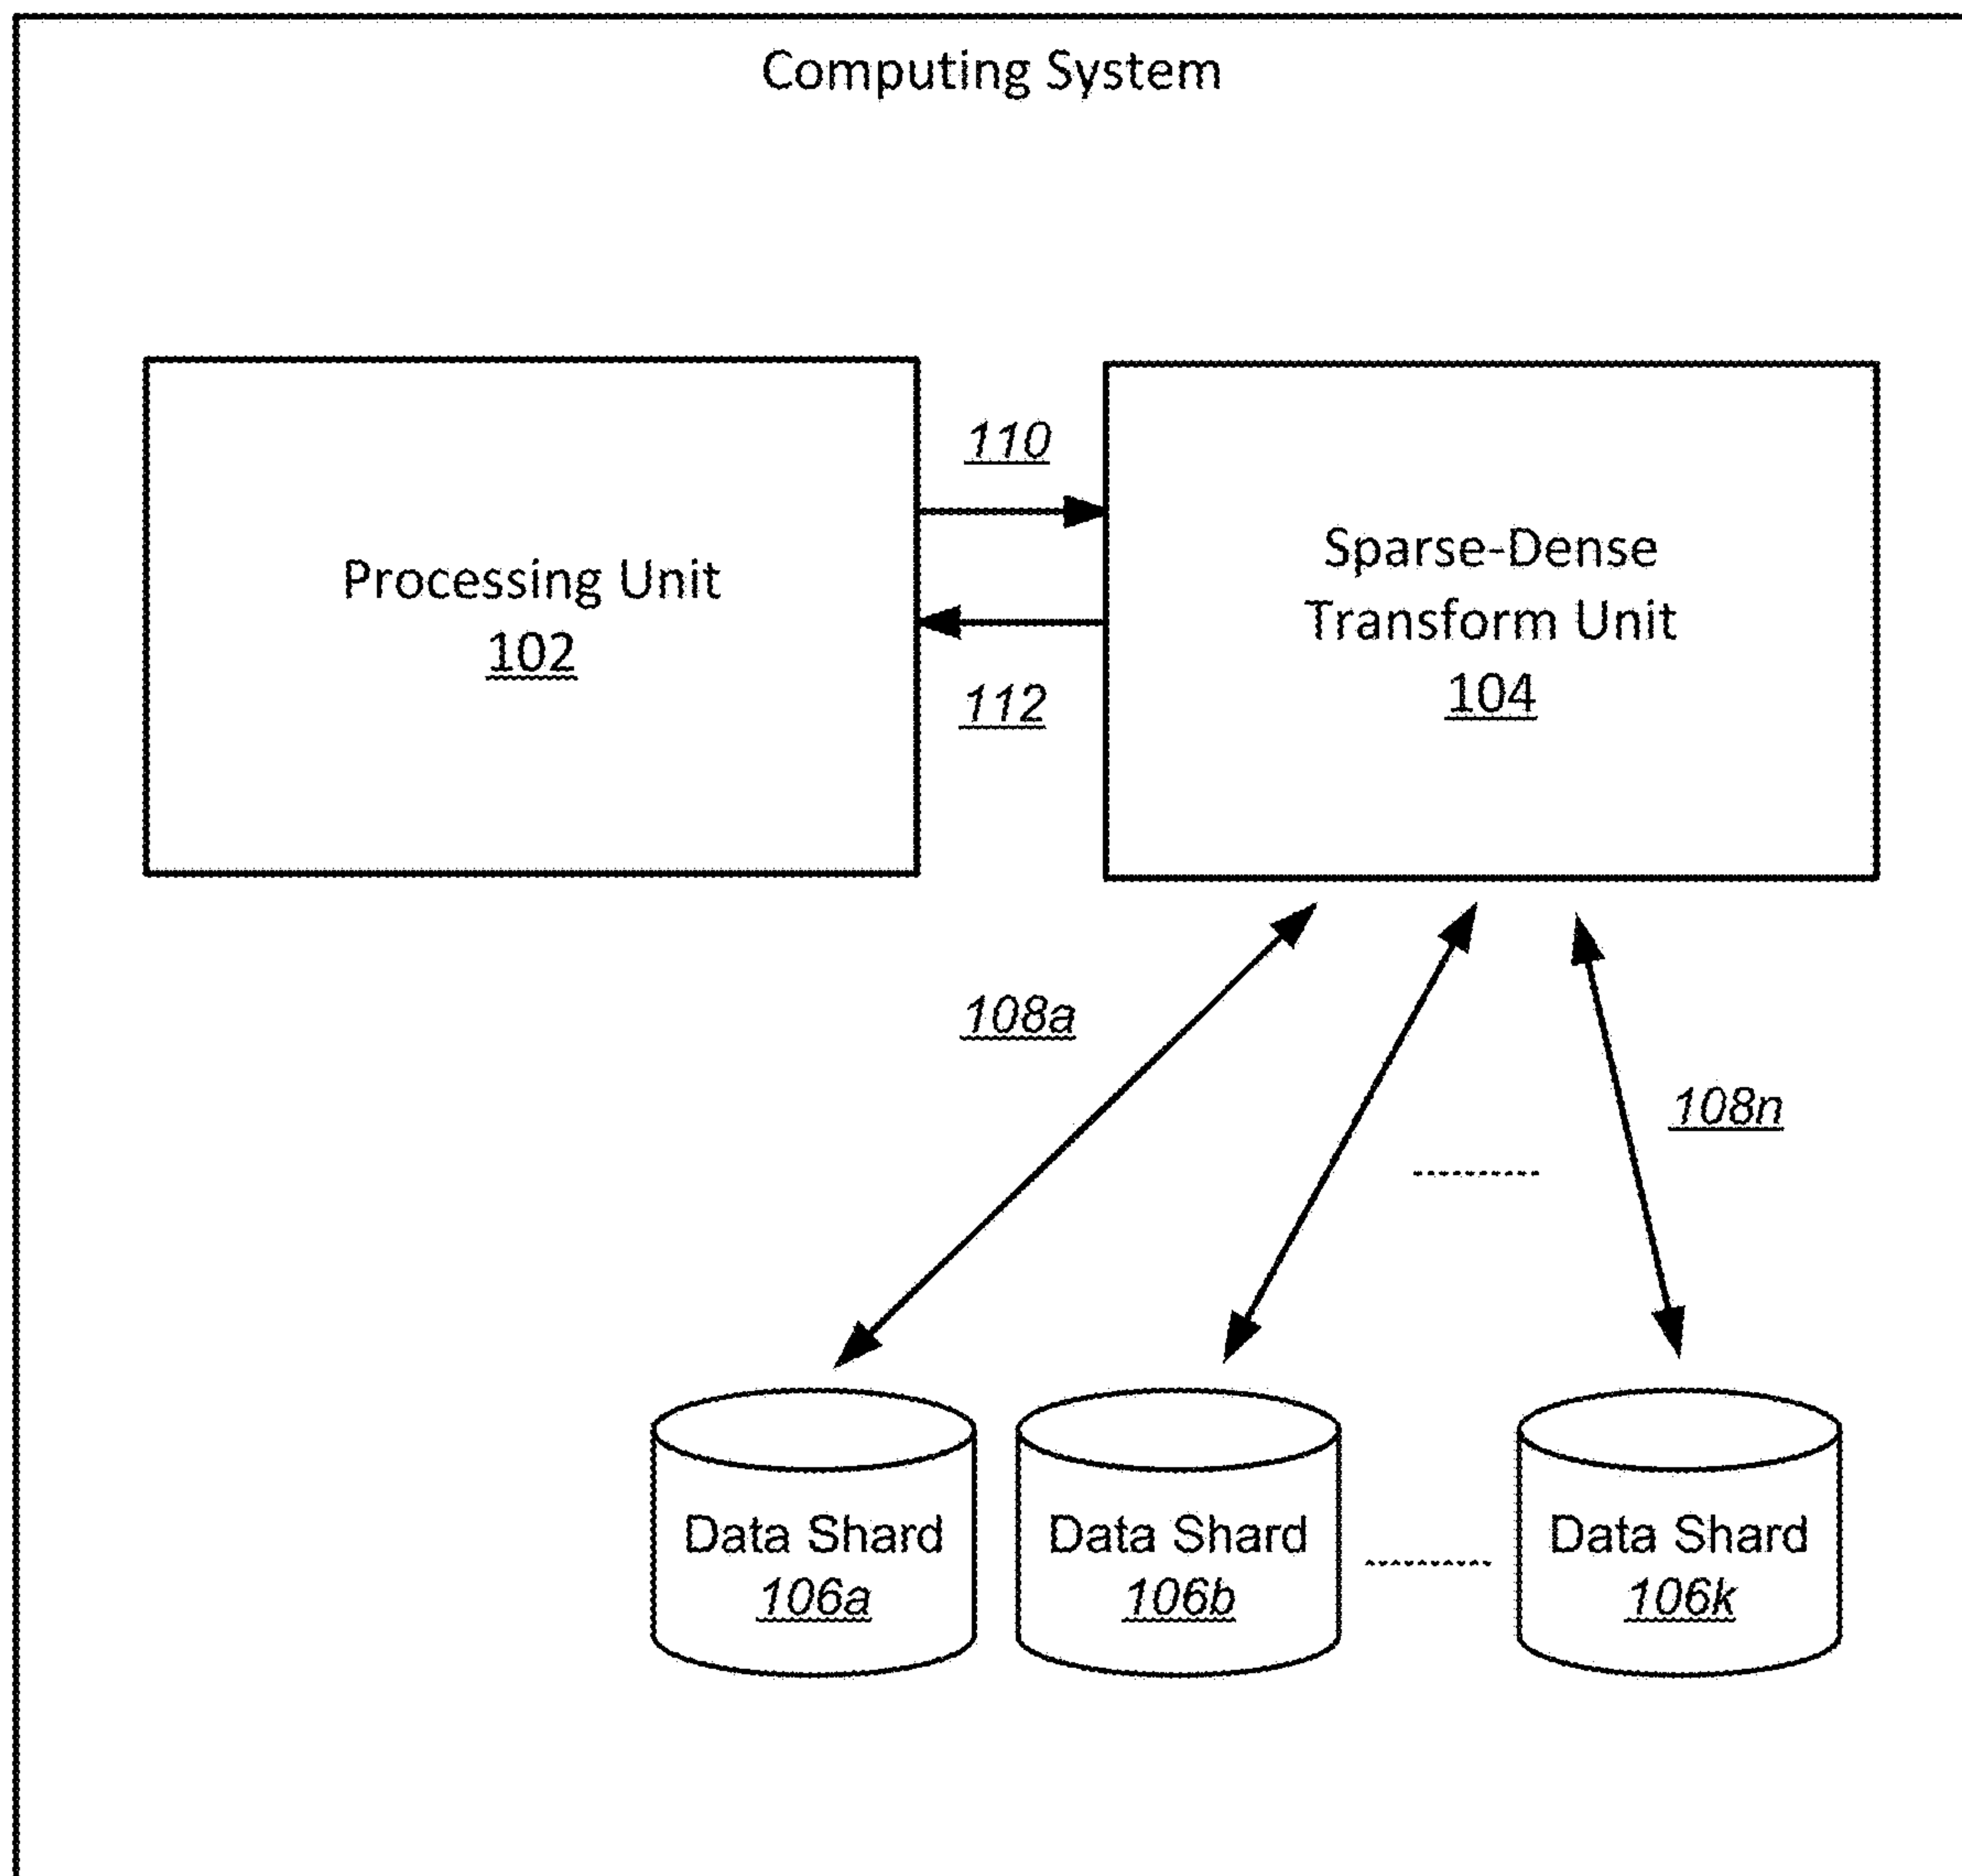 Computing System
110
Processing Unit
102
Sparse-Dense
Transform Unit
104
112
108a
108n
Data Shard
106a
Data Shard
106b
Data Shard
106k